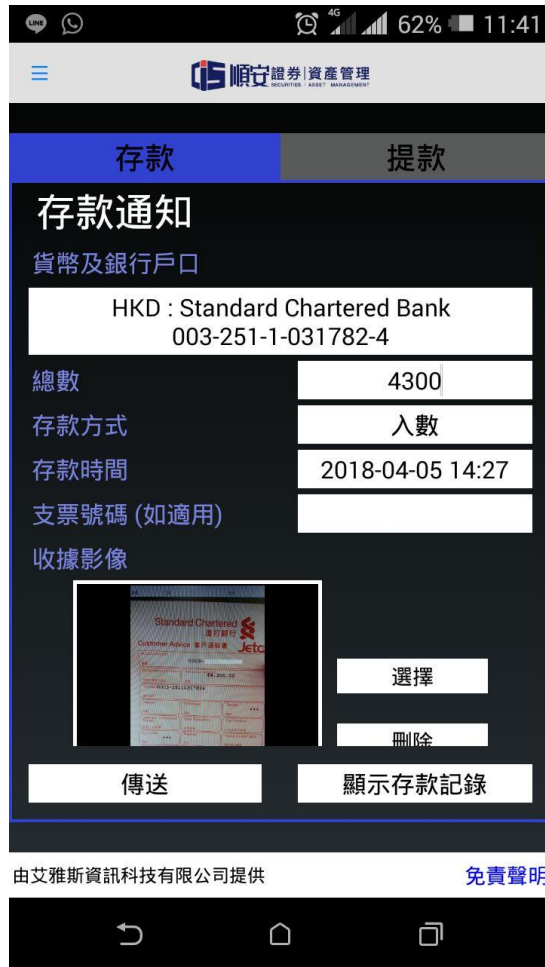 LINE
4G
62%
11:41
CIS 順安證券|資產管理
SECURITIES | ASSET MANAGEMENT
存款
提款
存款通知
貨幣及銀行戶口
HKD : Standard Chartered Bank
003-251-1-031782-4
總數
4300
存款方式
入數
存款時間
2018-04-05 14:27
支票號碼 (如適用)
收據影像
Standard Chartered
渣打銀行
Customer Advice 客戶通知書
選擇
刪除
傳送
顯示存款記錄
由艾雅斯資訊科技有限公司提供
免責聲明